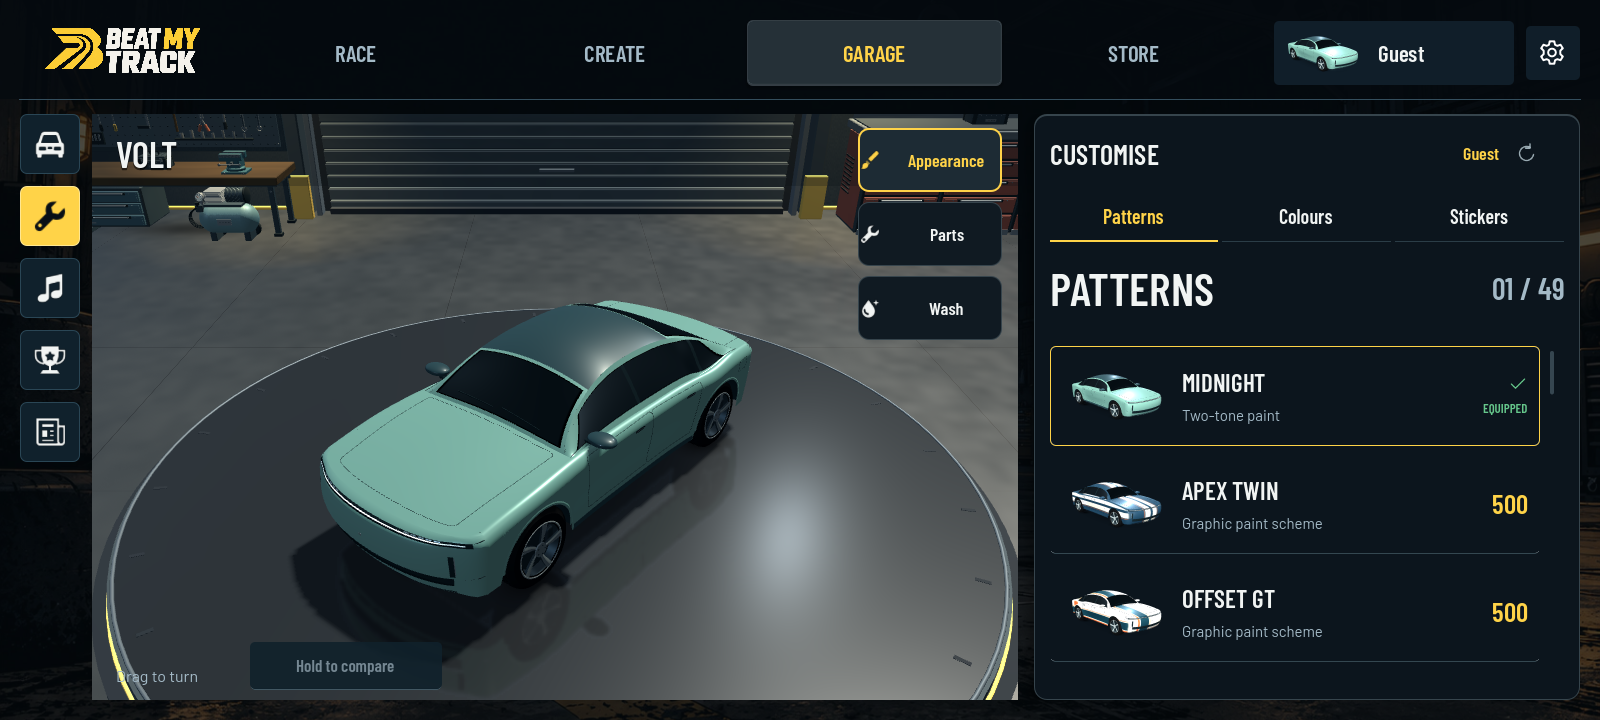 BEAT MY
TRACK
RACE
CREATE
GARAGE
STORE
Guest
VOLT
Appearance
Parts
Wash
Drag to turn
Hold to compare
CUSTOMISE
Guest
Patterns
Colours
Stickers
PATTERNS
01 / 49
MIDNIGHT
Two-tone paint
EQUIPPED
APEX TWIN
Graphic paint scheme
500
OFFSET GT
Graphic paint scheme
500